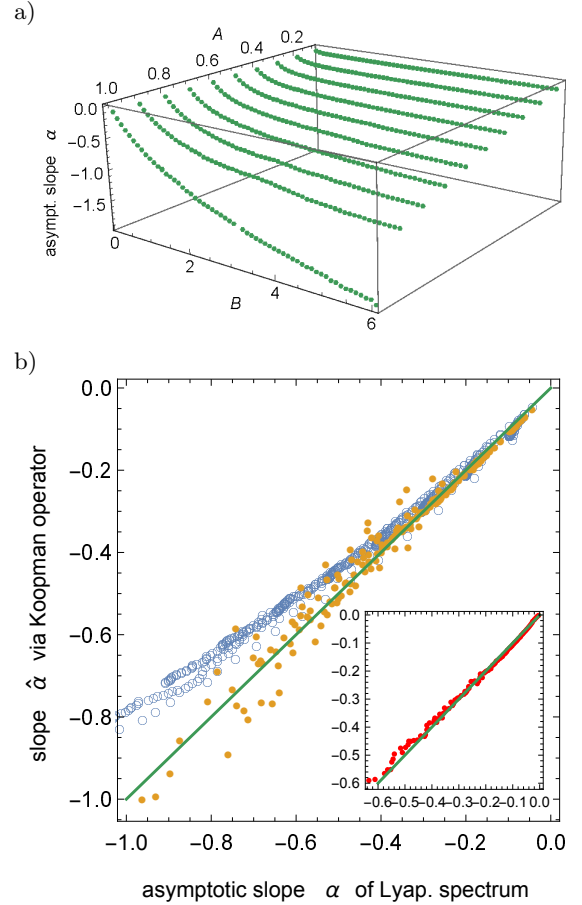 a)
A
0.2
0.4
0.6
0.8
1.0
0.0
−0.5
−1.0
−1.5
asympt. slope α
0
2
4
6
B
b)
0.0
−0.2
−0.4
−0.6
−0.8
−1.0
slope α̂ via Koopman operator
0.0
−0.1
−0.2
−0.3
−0.4
−0.5
−0.6
−0.6 −0.5 −0.4 −0.3 −0.2 −0.1 0.0
−1.0 −0.8 −0.6 −0.4 −0.2 0.0
asymptotic slope α of Lyap. spectrum